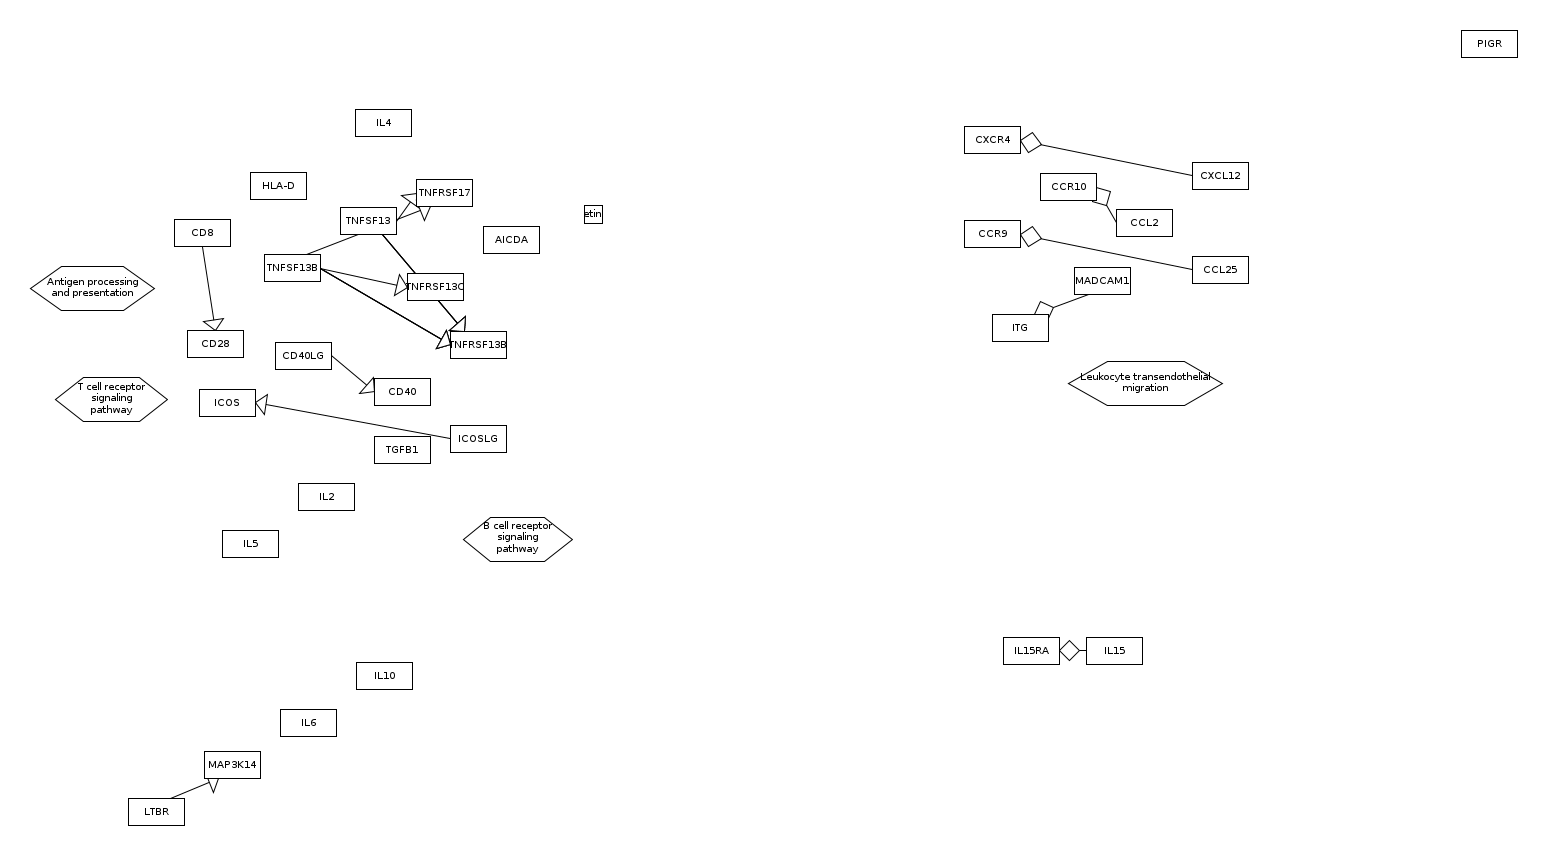 PIGR
IL4
CXCR4
CXCL12
HLA-D
TNFRSF17
CCR10
TNFSF13
etin
CCL2
CD8
AICDA
CCR9
TNFSF13B
CCL25
Antigen processing
and presentation
TNFRSF13C
MADCAM1
ITG
CD28
TNFRSF13B
CD40LG
Leukocyte transendothelial
migration
T cell receptor
signaling
pathway
CD40
ICOS
ICOSLG
TGFB1
IL2
B cell receptor
signaling
pathway
IL5
IL15RA
IL15
IL10
IL6
MAP3K14
LTBR